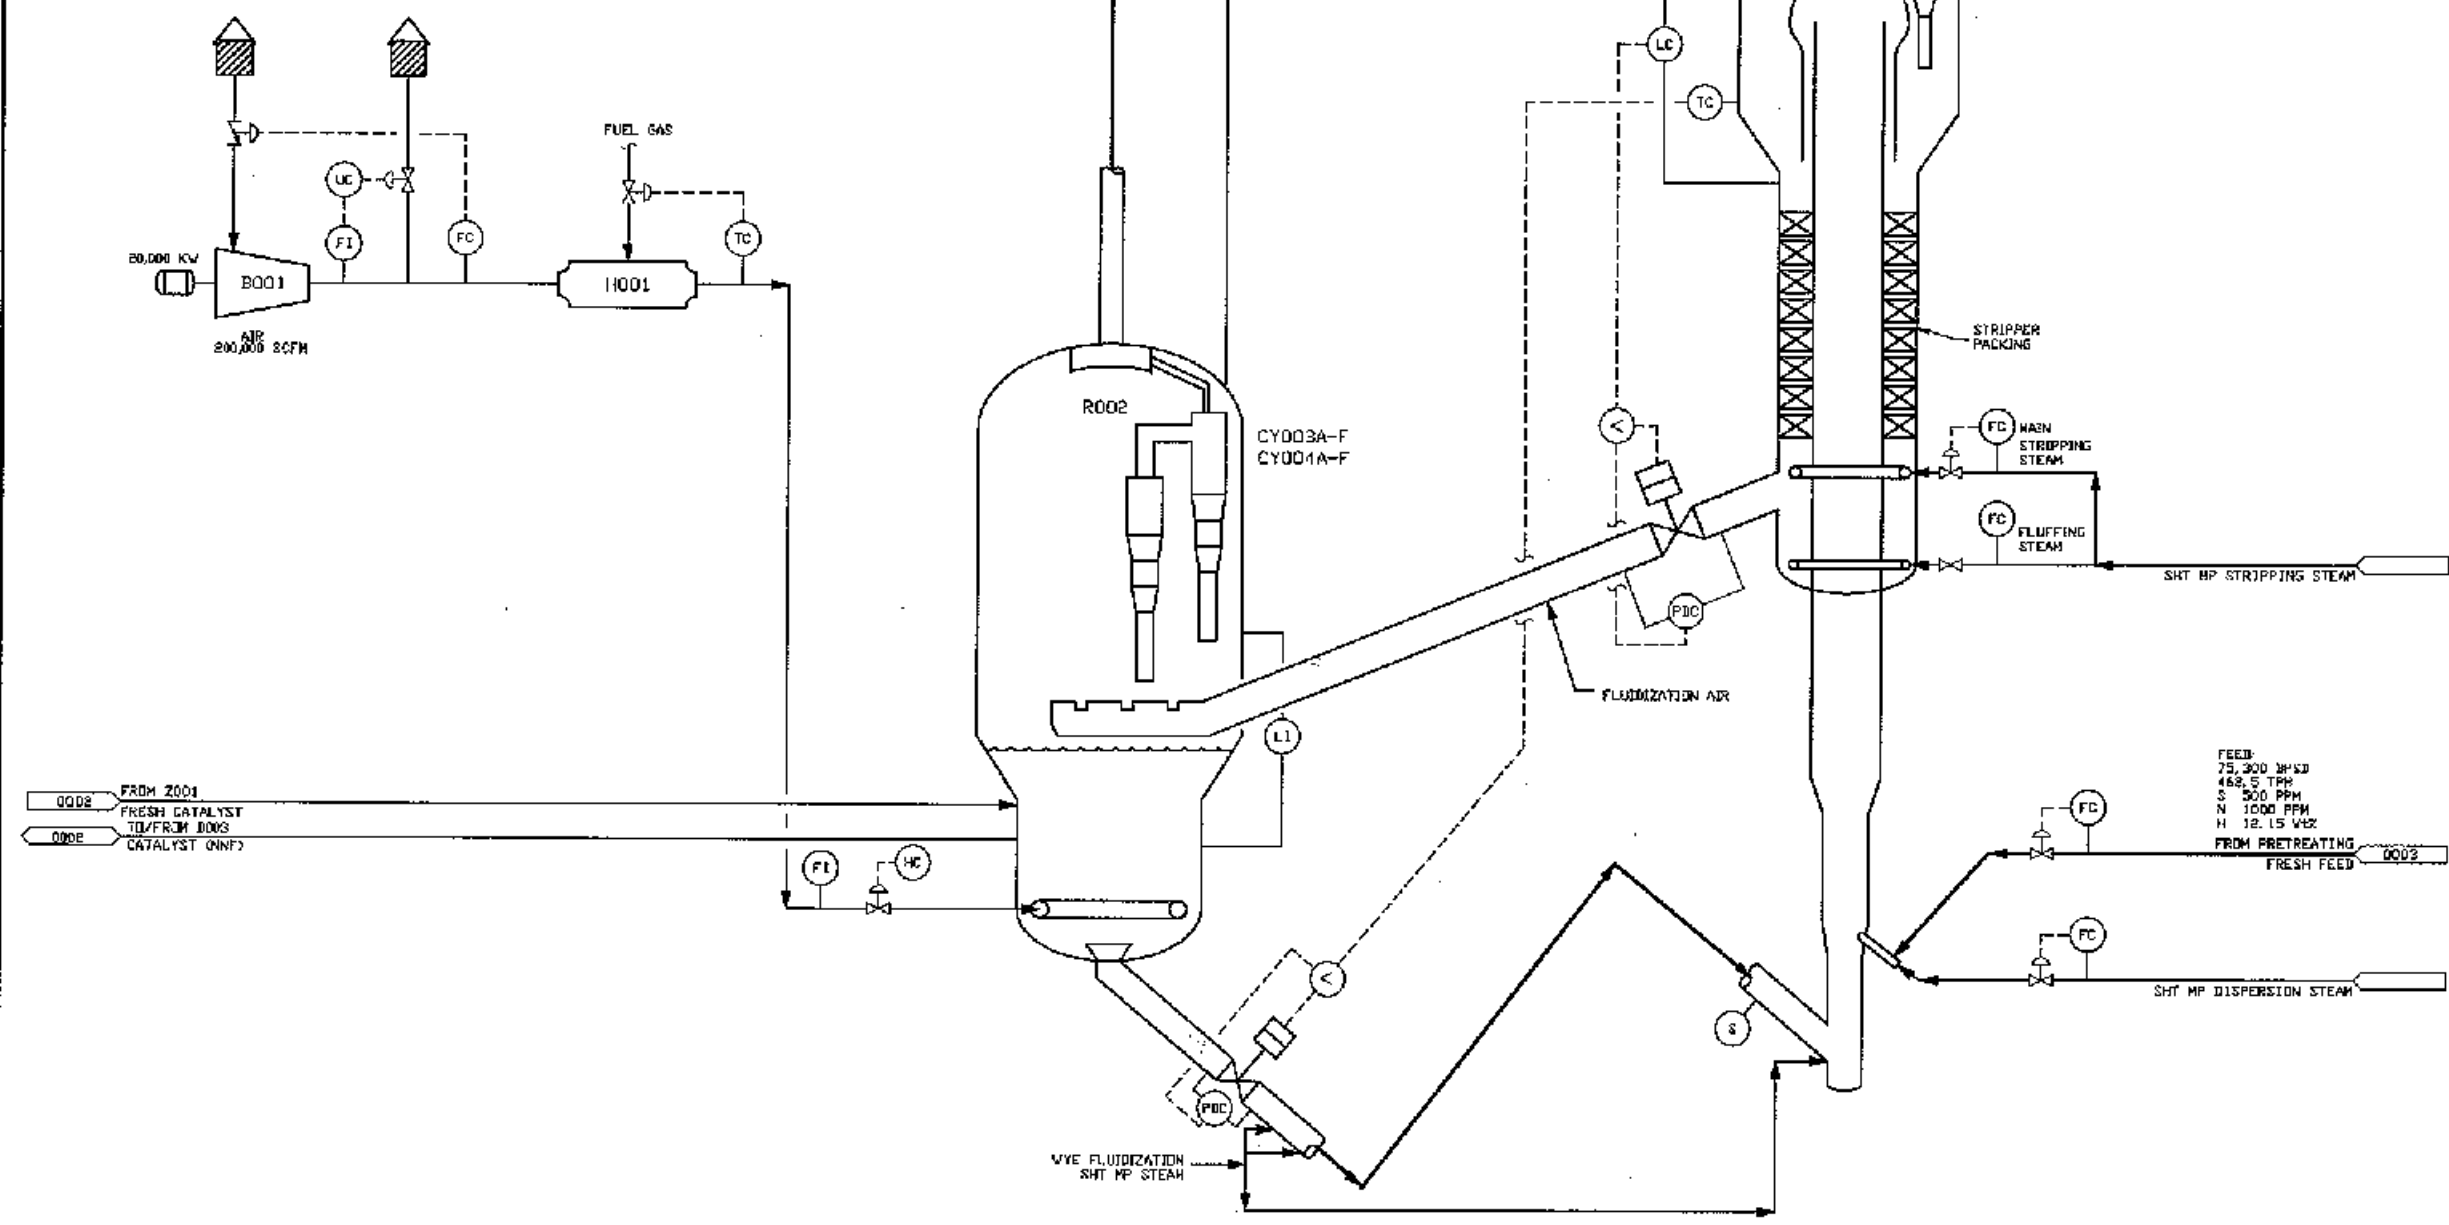 LC
TC
FUEL GAS
UC
FI
FC
TC
20,000 KW
B001
H001
AIR
200,000 SCFM
STRIPPER
PACKING
R002
CY003A-F
CY004A-F
<
FC
MAIN
STRIPPING
STEAM
FC
FLUFFING
STEAM
SHT MP STRIPPING STEAM
PDC
FLUIDIZATION AIR
LI
FEED:
75,300 BPSD
462.5 TPH
S 500 PPM
N 1000 PPM
H 12.15 WT%
FROM PRETREATING
0003
FRESH FEED
FC
0002
FROM Z001
FRESH CATALYST
0002
TO/FROM D003
CATALYST (NNF)
FI
HC
FC
SHT MP DISPERSION STEAM
<
S
PDC
WYE FLUIDIZATION
SHT MP STEAM